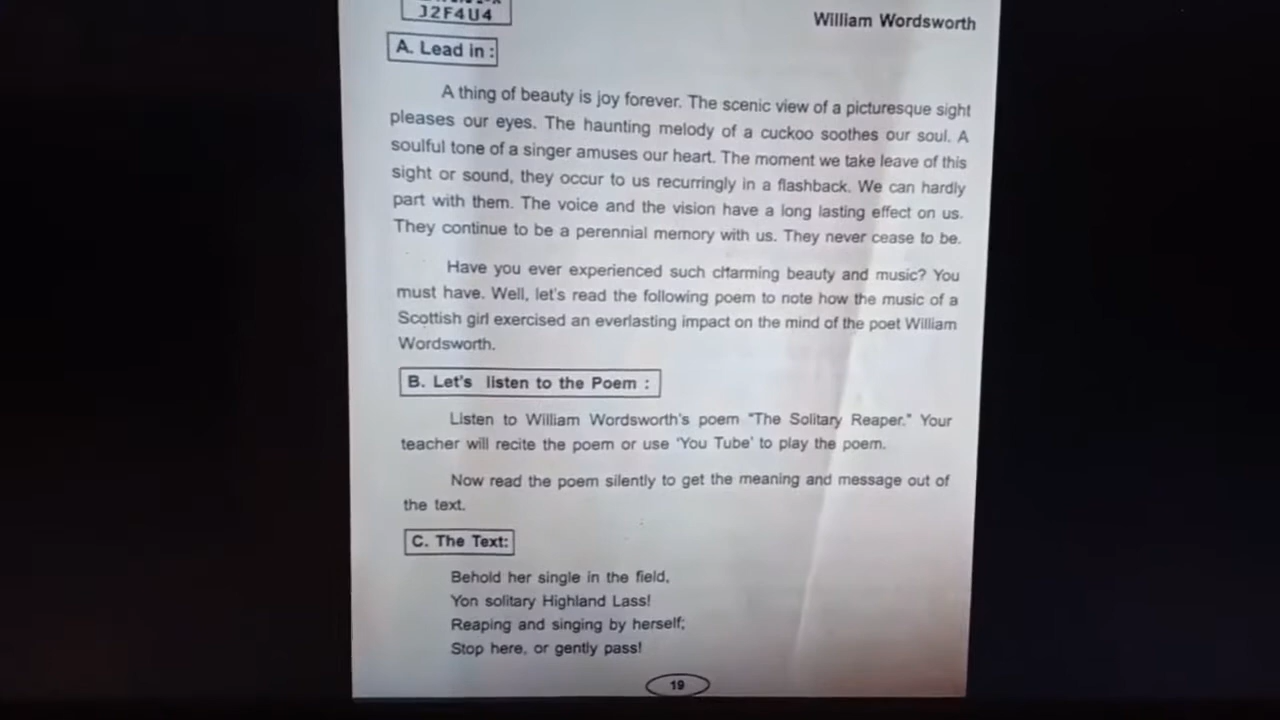 J2F4U4
William Wordsworth
A. Lead in :
A thing of beauty is joy forever. The scenic view of a picturesque sight
pleases our eyes. The haunting melody of a cuckoo soothes our soul. A
soulful tone of a singer amuses our heart. The moment we take leave of this
sight or sound, they occur to us recurringly in a flashback. We can hardly
part with them. The voice and the vision have a long lasting effect on us.
They continue to be a perennial memory with us. They never cease to be.
Have you ever experienced such charming beauty and music? You
must have. Well, let's read the following poem to note how the music of a
Scottish girl exercised an everlasting impact on the mind of the poet William
Wordsworth.
B. Let's listen to the Poem :
Listen to William Wordsworth's poem "The Solitary Reaper." Your
teacher will recite the poem or use 'You Tube' to play the poem.
Now read the poem silently to get the meaning and message out of
the text.
C. The Text:
Behold her single in the field,
Yon solitary Highland Lass!
Reaping and singing by herself;
Stop here, or gently pass!
19